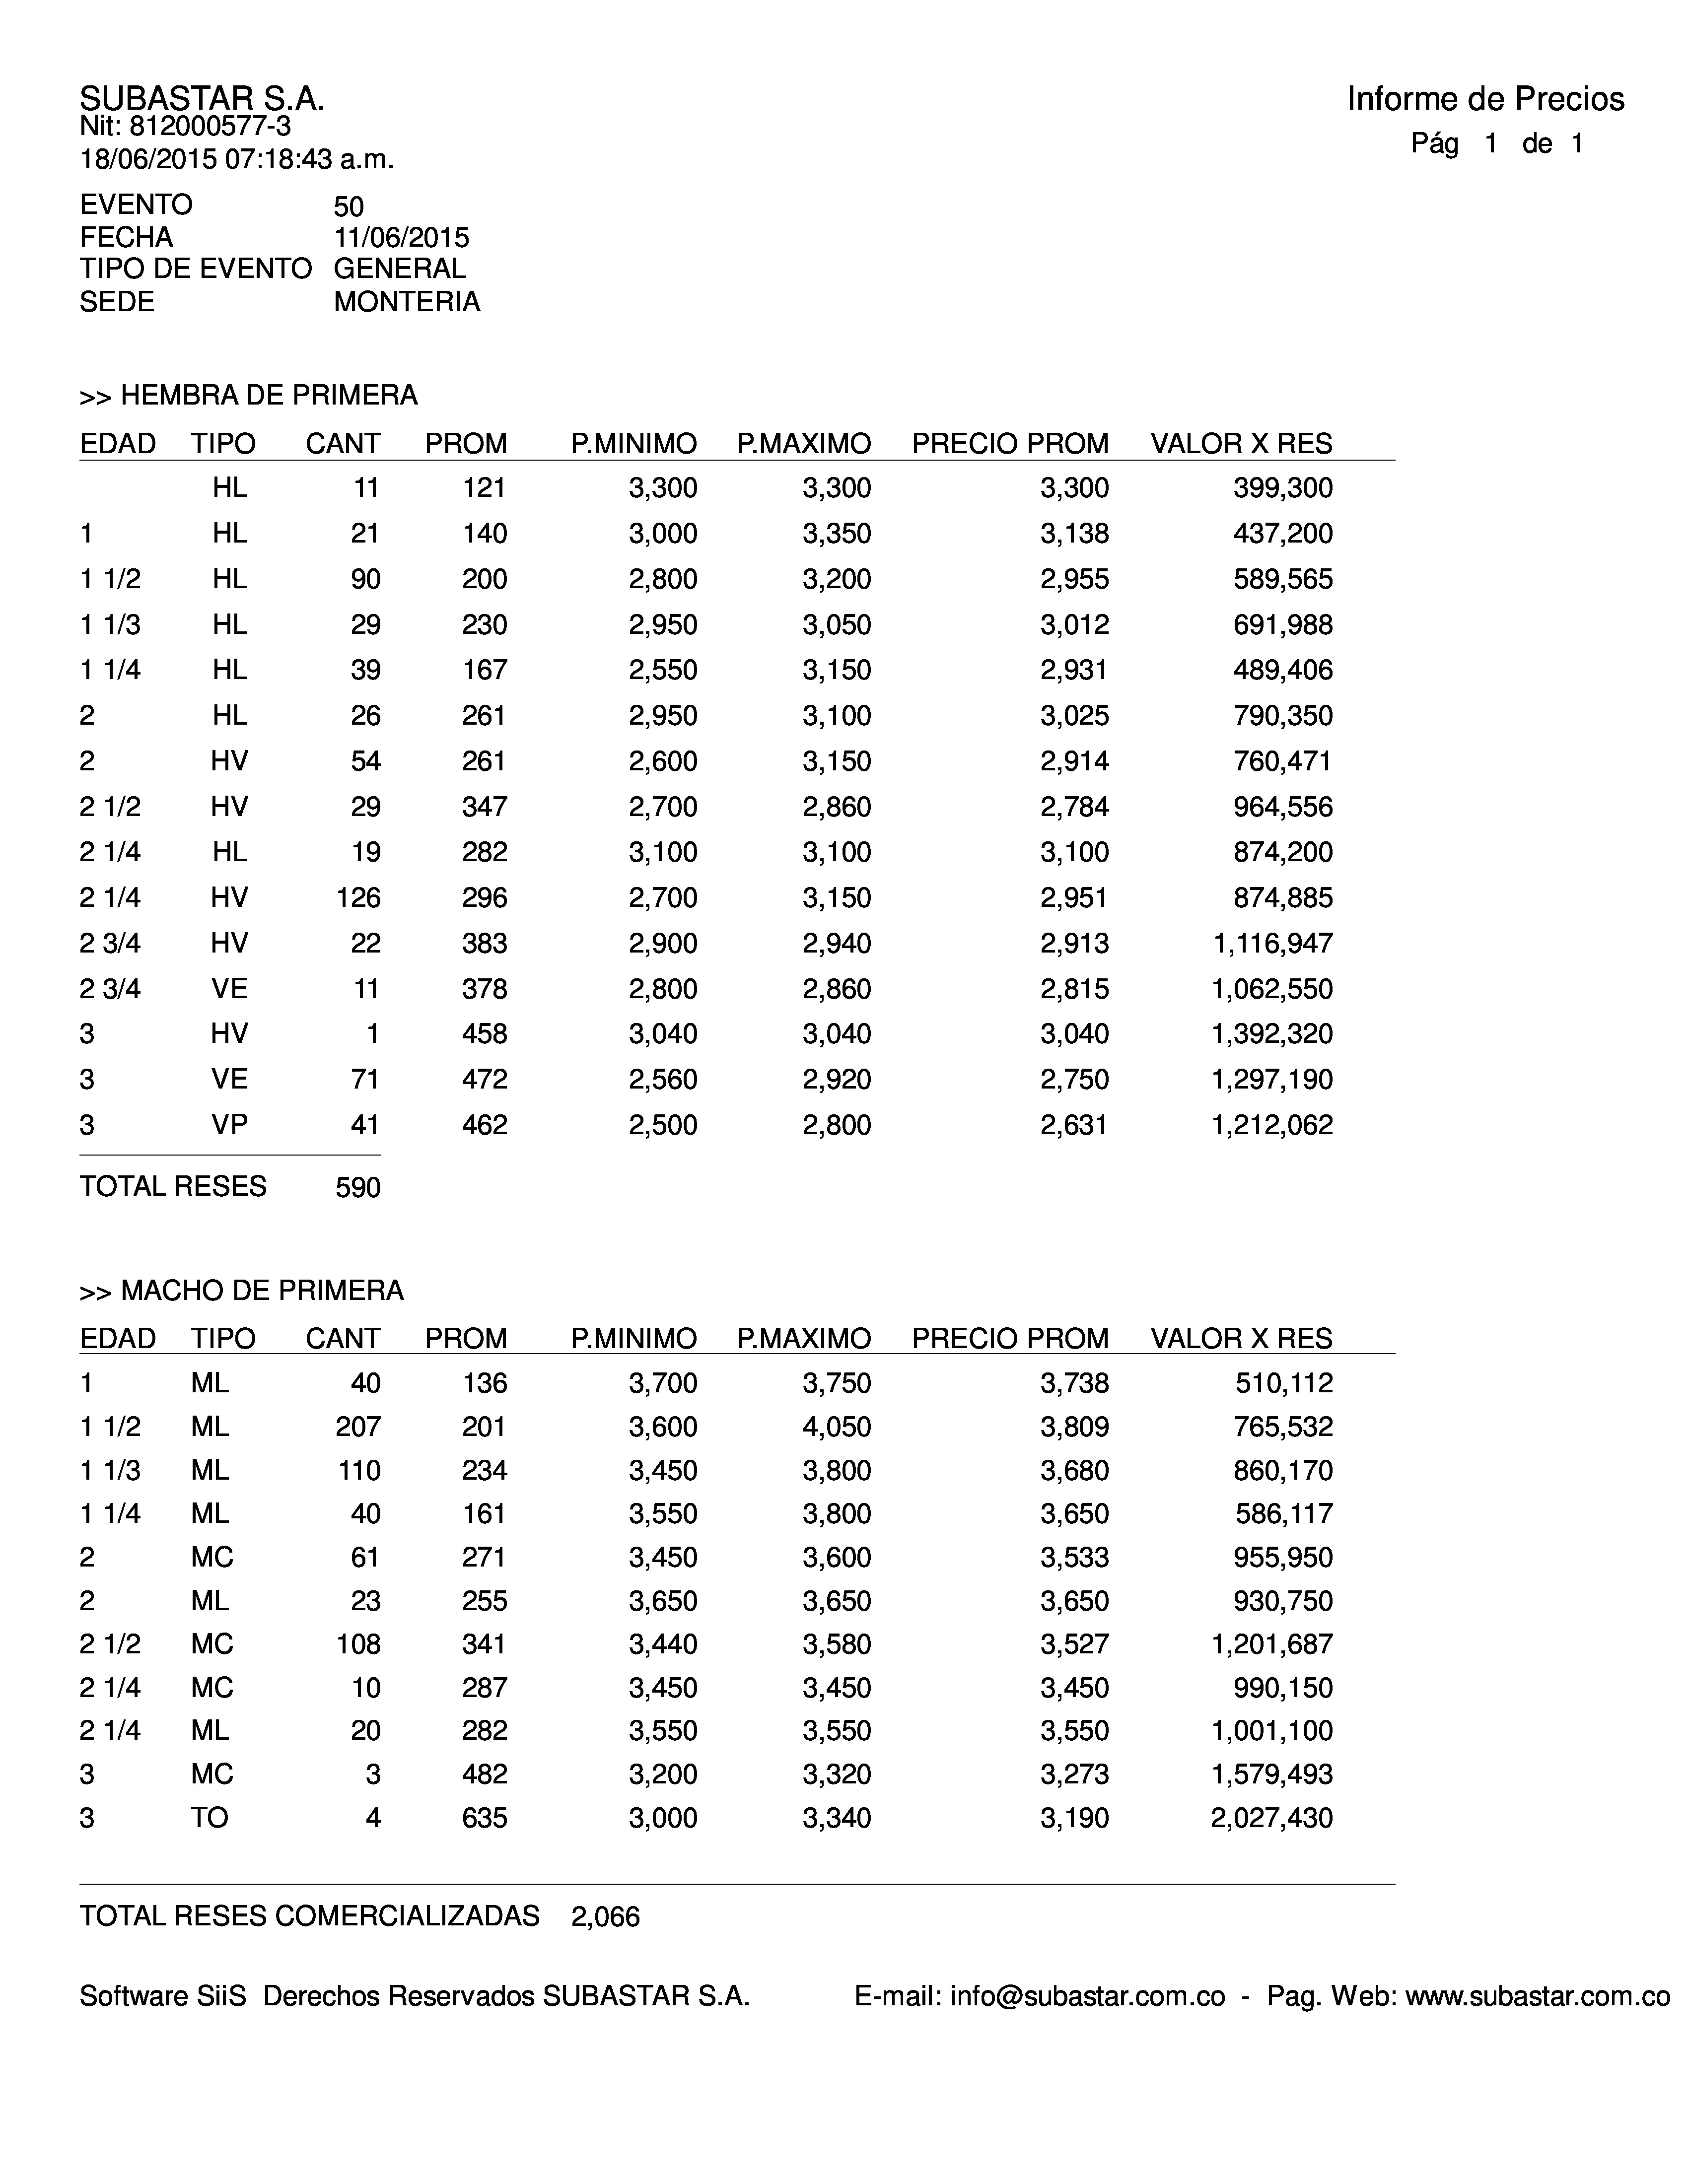 SUBASTAR S.A.
Informe de Precios
Nit: 812000577-3
Pág 1 de 1
18/06/2015 07:18:43 a.m.
EVENTO 50
FECHA 11/06/2015
TIPO DE EVENTO GENERAL
SEDE MONTERIA
>> HEMBRA DE PRIMERA
EDAD TIPO CANT PROM P.MINIMO P.MAXIMO PRECIO PROM VALOR X RES
HL 11 121 3,300 3,300 3,300 399,300
1 HL 21 140 3,000 3,350 3,138 437,200
1 1/2 HL 90 200 2,800 3,200 2,955 589,565
1 1/3 HL 29 230 2,950 3,050 3,012 691,988
1 1/4 HL 39 167 2,550 3,150 2,931 489,406
2 HL 26 261 2,950 3,100 3,025 790,350
2 HV 54 261 2,600 3,150 2,914 760,471
2 1/2 HV 29 347 2,700 2,860 2,784 964,556
2 1/4 HL 19 282 3,100 3,100 3,100 874,200
2 1/4 HV 126 296 2,700 3,150 2,951 874,885
2 3/4 HV 22 383 2,900 2,940 2,913 1,116,947
2 3/4 VE 11 378 2,800 2,860 2,815 1,062,550
3 HV 1 458 3,040 3,040 3,040 1,392,320
3 VE 71 472 2,560 2,920 2,750 1,297,190
3 VP 41 462 2,500 2,800 2,631 1,212,062
TOTAL RESES 590
>> MACHO DE PRIMERA
EDAD TIPO CANT PROM P.MINIMO P.MAXIMO PRECIO PROM VALOR X RES
1 ML 40 136 3,700 3,750 3,738 510,112
1 1/2 ML 207 201 3,600 4,050 3,809 765,532
1 1/3 ML 110 234 3,450 3,800 3,680 860,170
1 1/4 ML 40 161 3,550 3,800 3,650 586,117
2 MC 61 271 3,450 3,600 3,533 955,950
2 ML 23 255 3,650 3,650 3,650 930,750
2 1/2 MC 108 341 3,440 3,580 3,527 1,201,687
2 1/4 MC 10 287 3,450 3,450 3,450 990,150
2 1/4 ML 20 282 3,550 3,550 3,550 1,001,100
3 MC 3 482 3,200 3,320 3,273 1,579,493
3 TO 4 635 3,000 3,340 3,190 2,027,430
TOTAL RESES COMERCIALIZADAS 2,066
Software SiiS Derechos Reservados SUBASTAR S.A. E-mail: info@subastar.com.co - Pag. Web: www.subastar.com.co